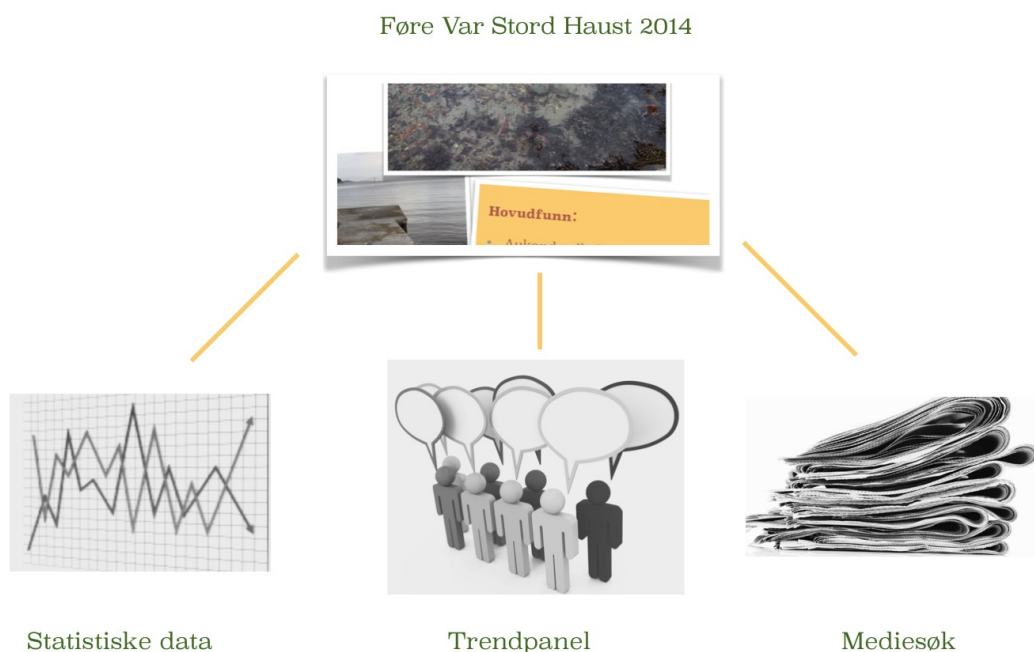 Føre Var Stord Haust 2014
Hovudfunn:
Statistiske data
Trendpanel
Mediesøk